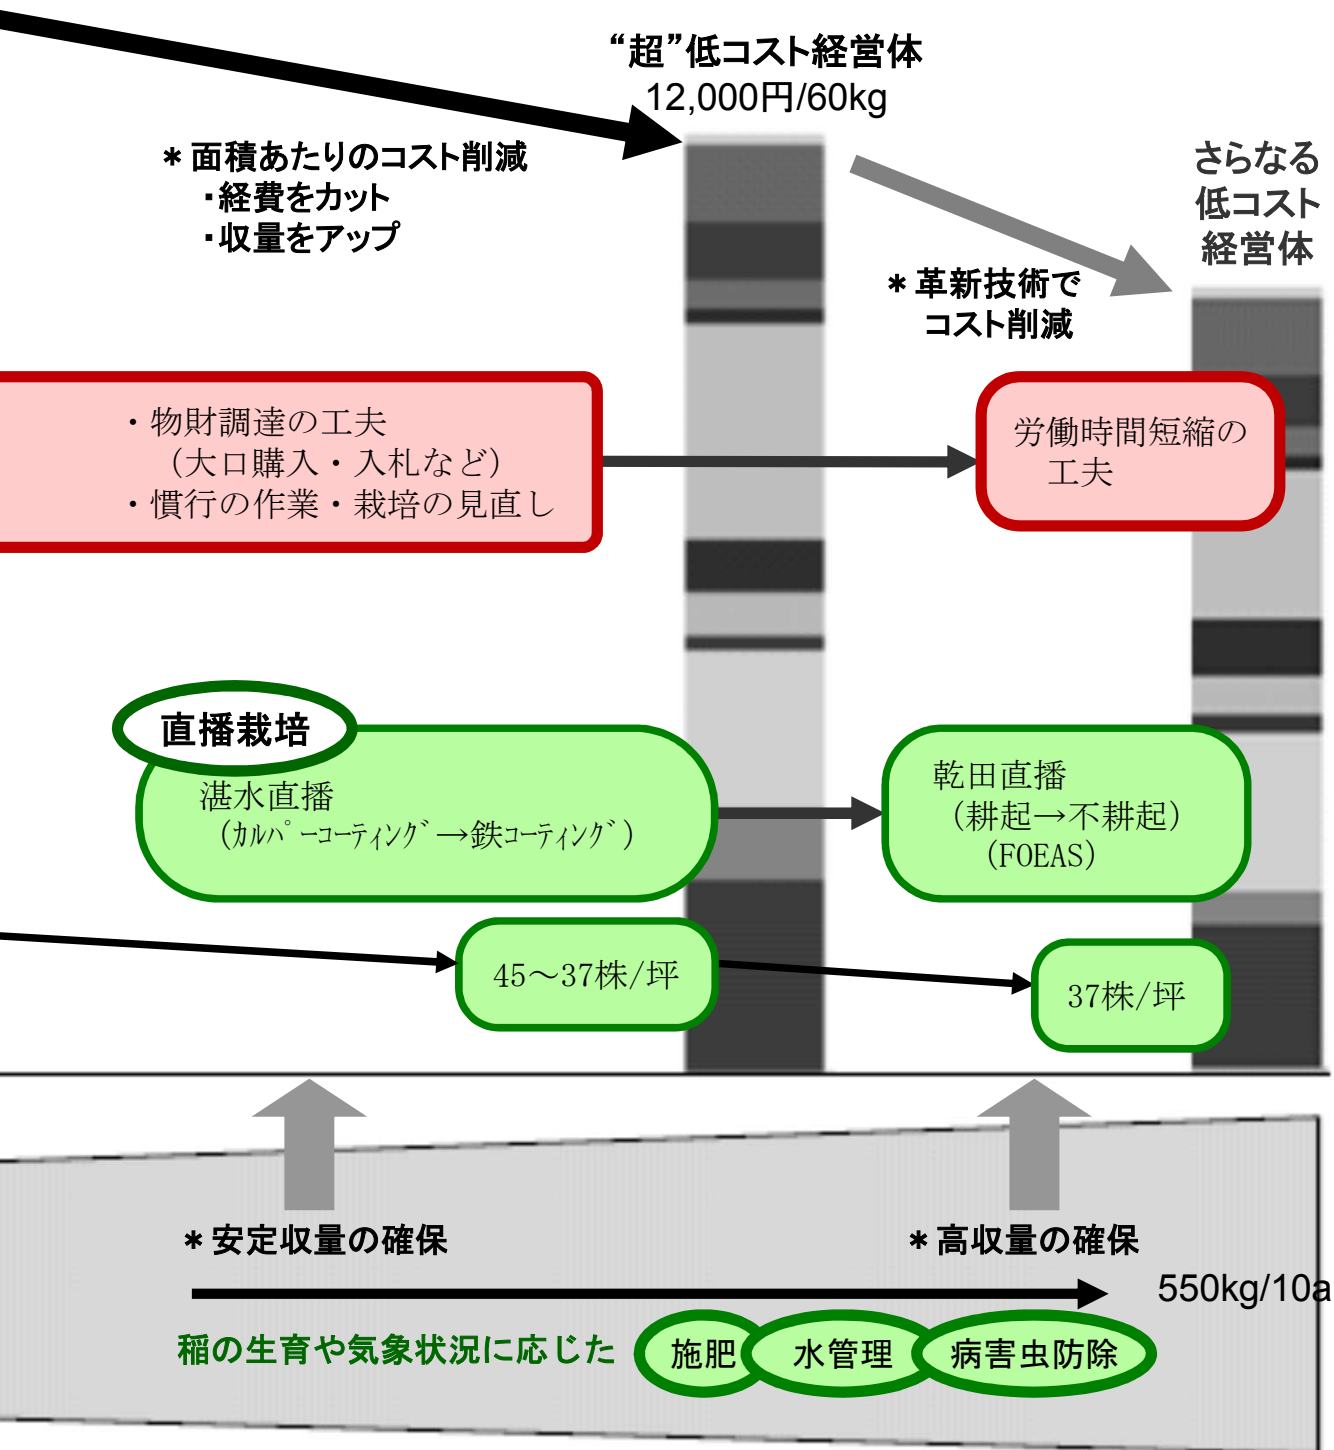 “超”低コスト経営体
12,000円/60kg
＊面積あたりのコスト削減
・経費をカット
・収量をアップ
さらなる
低コスト
経営体
＊革新技術で
コスト削減
・物財調達の工夫
（大口購入・入札など）
・慣行の作業・栽培の見直し
労働時間短縮の
工夫
直播栽培
湛水直播
（ｶﾙﾊﾟｰｺｰﾃｨﾝｸﾞ→鉄ｺｰﾃｨﾝｸﾞ）
乾田直播
（耕起→不耕起）
（FOEAS）
45～37株/坪
37株/坪
＊安定収量の確保
＊高収量の確保
550kg/10a
稲の生育や気象状況に応じた
施肥
水管理
病害虫防除